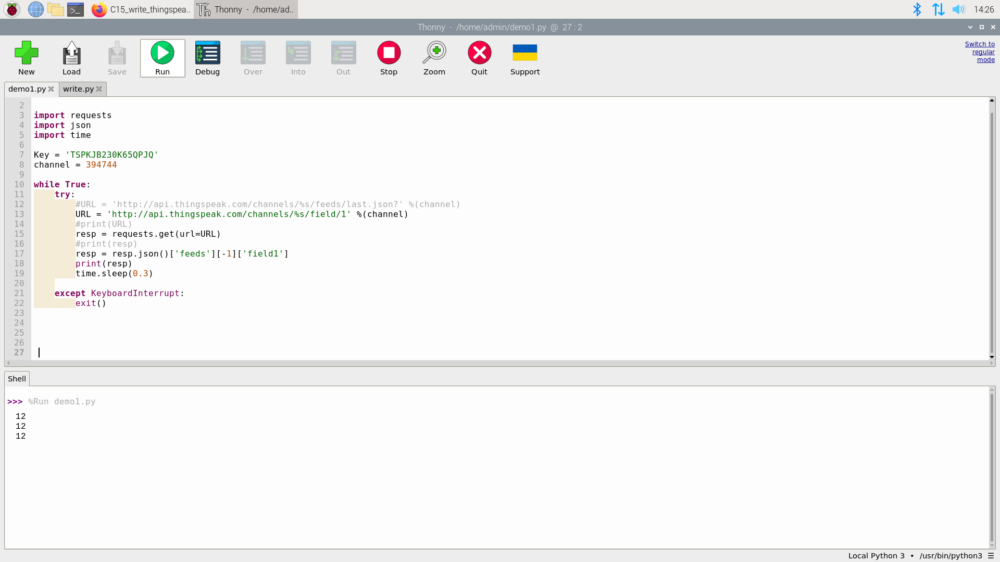 C15_write_thingspea..
Thonny - /home/ad..
14:26
Thonny - /home/admin/demo1.py @ 27 : 2
New
Load
Save
Run
Debug
Over
Into
Out
Stop
Zoom
Quit
Support
Switch to
regular
mode
demo1.py
write.py
2
3 import requests
4 import json
5 import time
6
7 Key = 'TSPKJB230K65QPJQ'
8 channel = 394744
9
10 while True:
11     try:
12         #URL = 'http://api.thingspeak.com/channels/%s/feeds/last.json?' %(channel)
13         URL = 'http://api.thingspeak.com/channels/%s/field/1' %(channel)
14         #print(URL)
15         resp = requests.get(url=URL)
16         #print(resp)
17         resp = resp.json()['feeds'][-1]['field1']
18         print(resp)
19         time.sleep(0.3)
20
21     except KeyboardInterrupt:
22         exit()
23
24
25
26
27
Shell
>>> %Run demo1.py
12
12
12
Local Python 3 • /usr/bin/python3 ☰